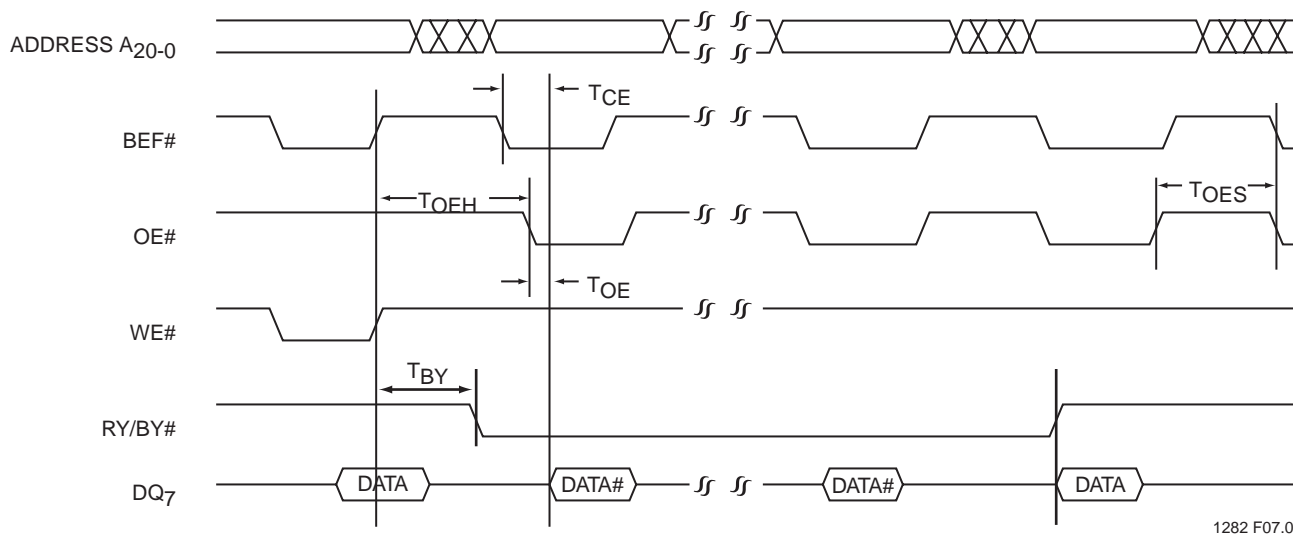 ADDRESS A20-0
TCE
BEF#
TOEH
TOES
OE#
TOE
WE#
TBY
RY/BY#
DQ7
DATA
DATA#
DATA#
DATA
1282 F07.0